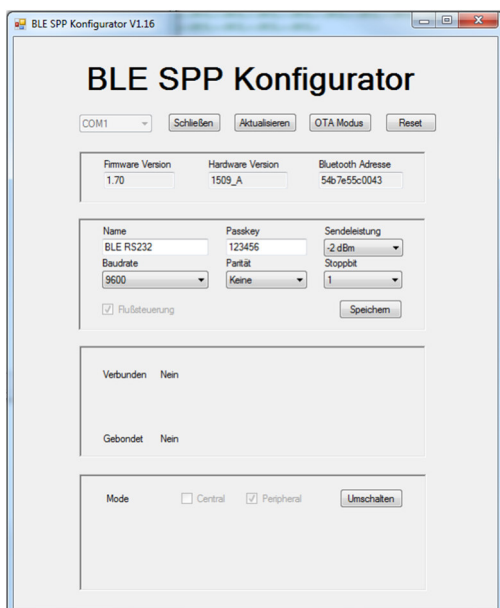 BLE SPP Konfigurator V1.16
BLE SPP Konfigurator
COM1 Schließen Aktualisieren OTA Modus Reset
Firmware Version Hardware Version Bluetooth Adresse
1.70 1509_A 54b7e55c0043
Name Passkey Sendeleistung
BLE RS232 123456 -2 dBm
Baudrate Parität Stoppbit
9600 Keine 1
Flußsteuerung Speichern
Verbunden Nein
Gebondet Nein
Mode Central Peripheral Umschalten